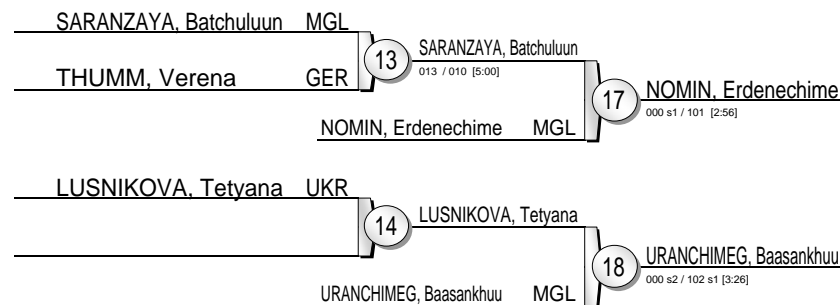 SARANZAYA, Batchuluun MGL
13
SARANZAYA, Batchuluun
013 / 010 [5:00]
THUMM, Verena GER
17
NOMIN, Erdenechime
000 s1 / 101 [2:56]
NOMIN, Erdenechime MGL
LUSNIKOVA, Tetyana UKR
14
LUSNIKOVA, Tetyana
18
URANCHIMEG, Baasankhuu
000 s2 / 102 s1 [3:26]
URANCHIMEG, Baasankhuu MGL